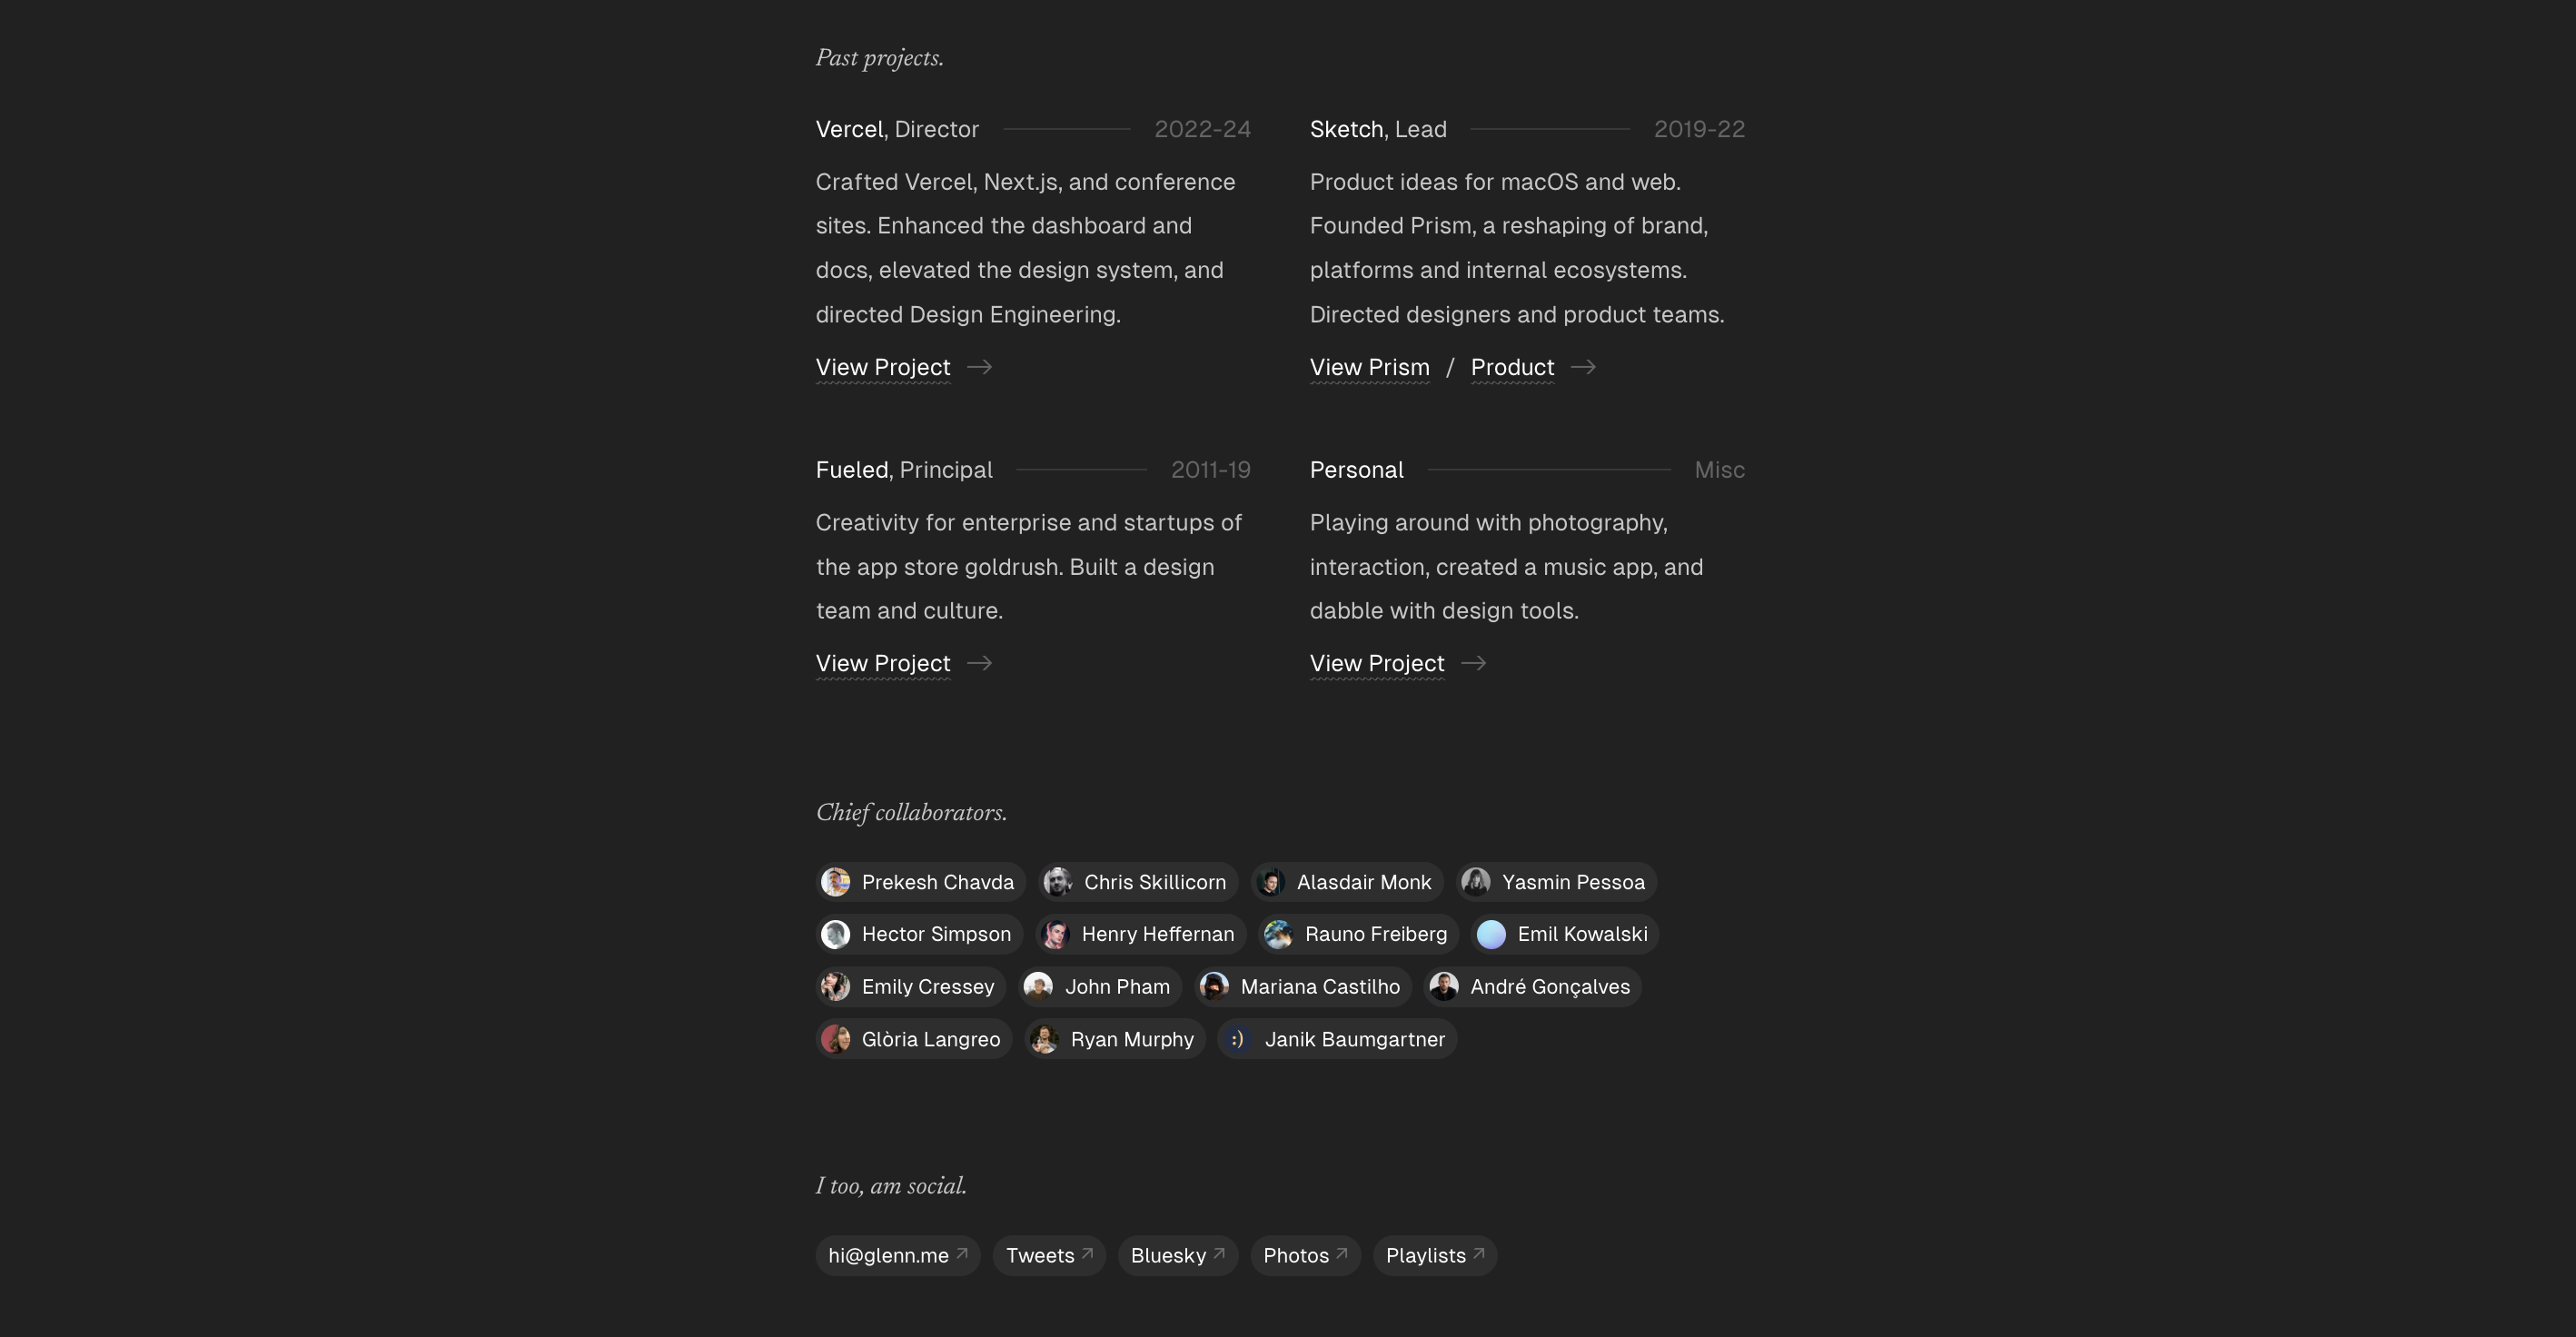 Past projects.
Vercel, Director 2022-24
Crafted Vercel, Next.js, and conference
sites. Enhanced the dashboard and
docs, elevated the design system, and
directed Design Engineering.
View Project →
Sketch, Lead 2019-22
Product ideas for macOS and web.
Founded Prism, a reshaping of brand,
platforms and internal ecosystems.
Directed designers and product teams.
View Prism / Product →
Fueled, Principal 2011-19
Creativity for enterprise and startups of
the app store goldrush. Built a design
team and culture.
View Project →
Personal Misc
Playing around with photography,
interaction, created a music app, and
dabble with design tools.
View Project →
Chief collaborators.
Prekesh Chavda Chris Skillicorn Alasdair Monk Yasmin Pessoa
Hector Simpson Henry Heffernan Rauno Freiberg Emil Kowalski
Emily Cressey John Pham Mariana Castilho André Gonçalves
Glòria Langreo Ryan Murphy :) Janik Baumgartner
I too, am social.
hi@glenn.me ↗ Tweets ↗ Bluesky ↗ Photos ↗ Playlists ↗